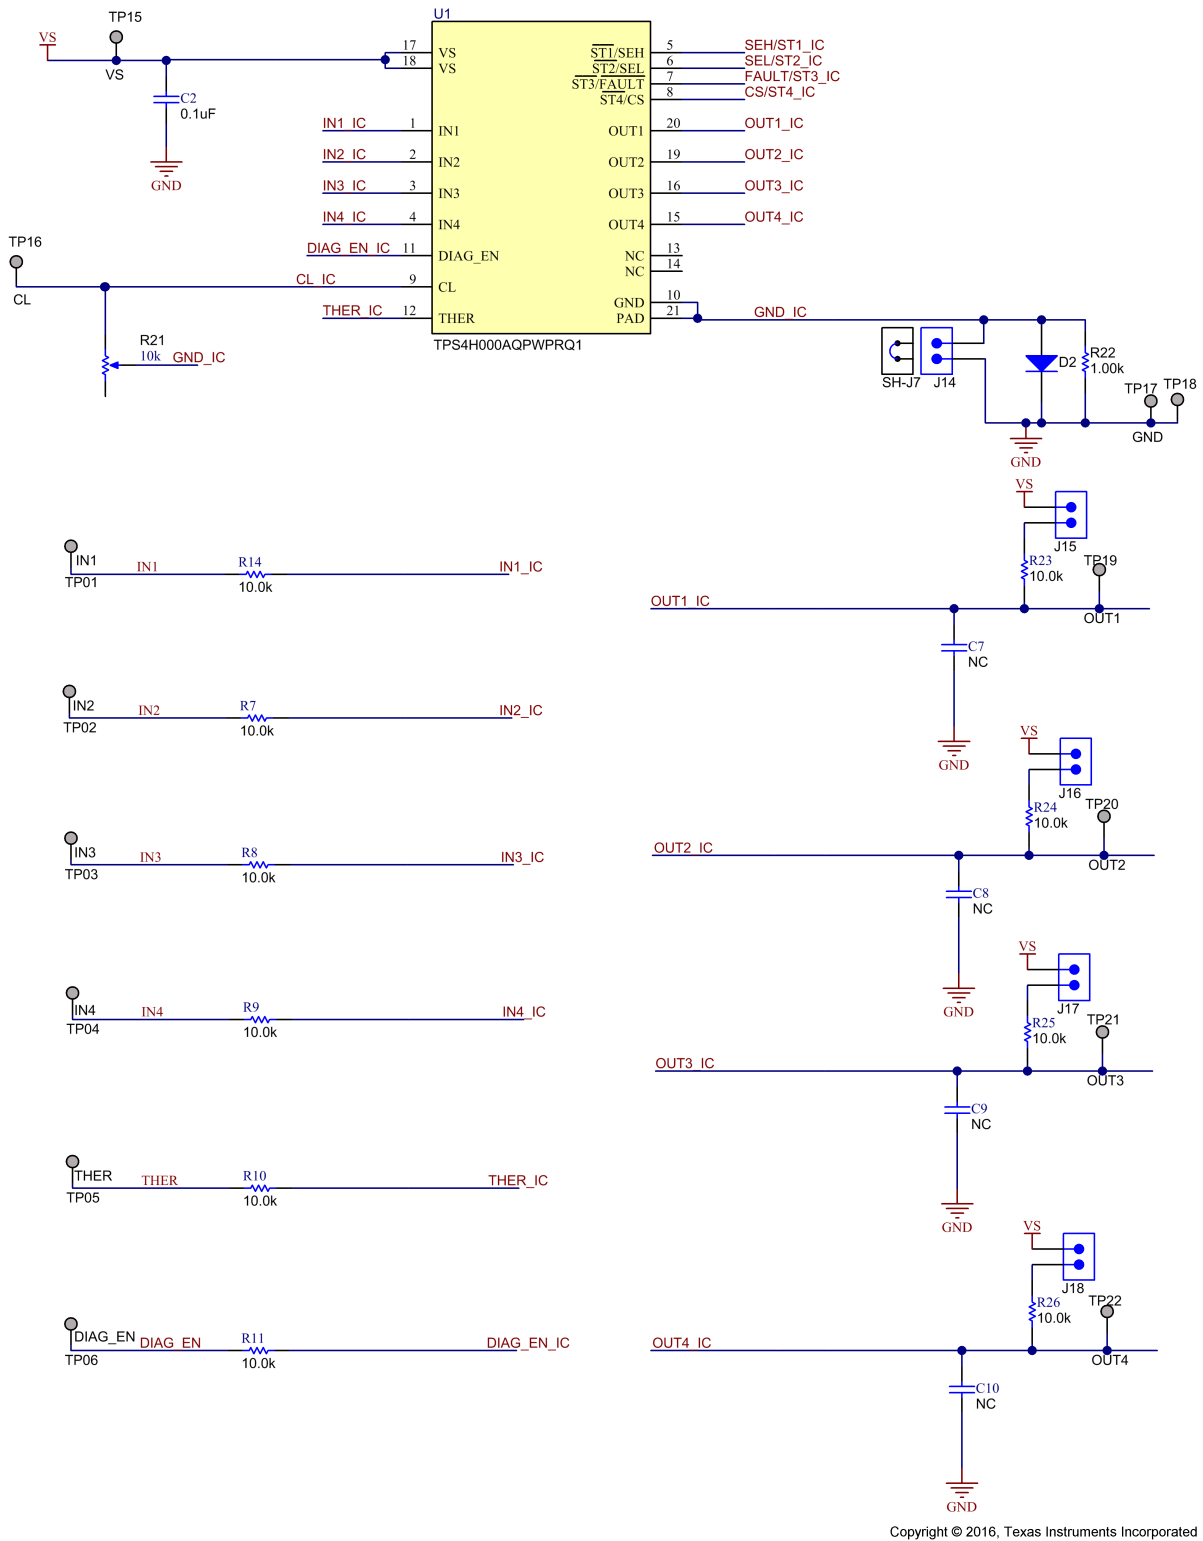 U1
TP15
VS
VS
C2
0.1uF
GND
17 VS
18 VS
IN1_IC 1 IN1
IN2_IC 2 IN2
IN3_IC 3 IN3
IN4_IC 4 IN4
DIAG_EN_IC 11 DIAG_EN
CL_IC 9 CL
THER_IC 12 THER
ST1/SEH 5 SEH/ST1_IC
ST2/SEL 6 SEL/ST2_IC
ST3/FAULT 7 FAULT/ST3_IC
ST4/CS 8 CS/ST4_IC
OUT1 20 OUT1_IC
OUT2 19 OUT2_IC
OUT3 16 OUT3_IC
OUT4 15 OUT4_IC
NC 13
NC 14
GND 10
PAD 21
TPS4H000AQPWPRQ1
TP16
CL
R21
10k GND_IC
GND_IC
SH-J7
J14
D2
R22
1.00k
TP17
TP18
GND
GND
IN1
TP01
IN1
R14
10.0k
IN1_IC
IN2
TP02
IN2
R7
10.0k
IN2_IC
IN3
TP03
IN3
R8
10.0k
IN3_IC
IN4
TP04
IN4
R9
10.0k
IN4_IC
THER
TP05
THER
R10
10.0k
THER_IC
DIAG_EN
TP06
DIAG_EN
R11
10.0k
DIAG_EN_IC
VS
J15
R23
10.0k
TP19
OUT1_IC
OUT1
C7
NC
GND
VS
J16
R24
10.0k
TP20
OUT2_IC
OUT2
C8
NC
GND
VS
J17
R25
10.0k
TP21
OUT3_IC
OUT3
C9
NC
GND
VS
J18
R26
10.0k
TP22
OUT4_IC
OUT4
C10
NC
GND
Copyright © 2016, Texas Instruments Incorporated